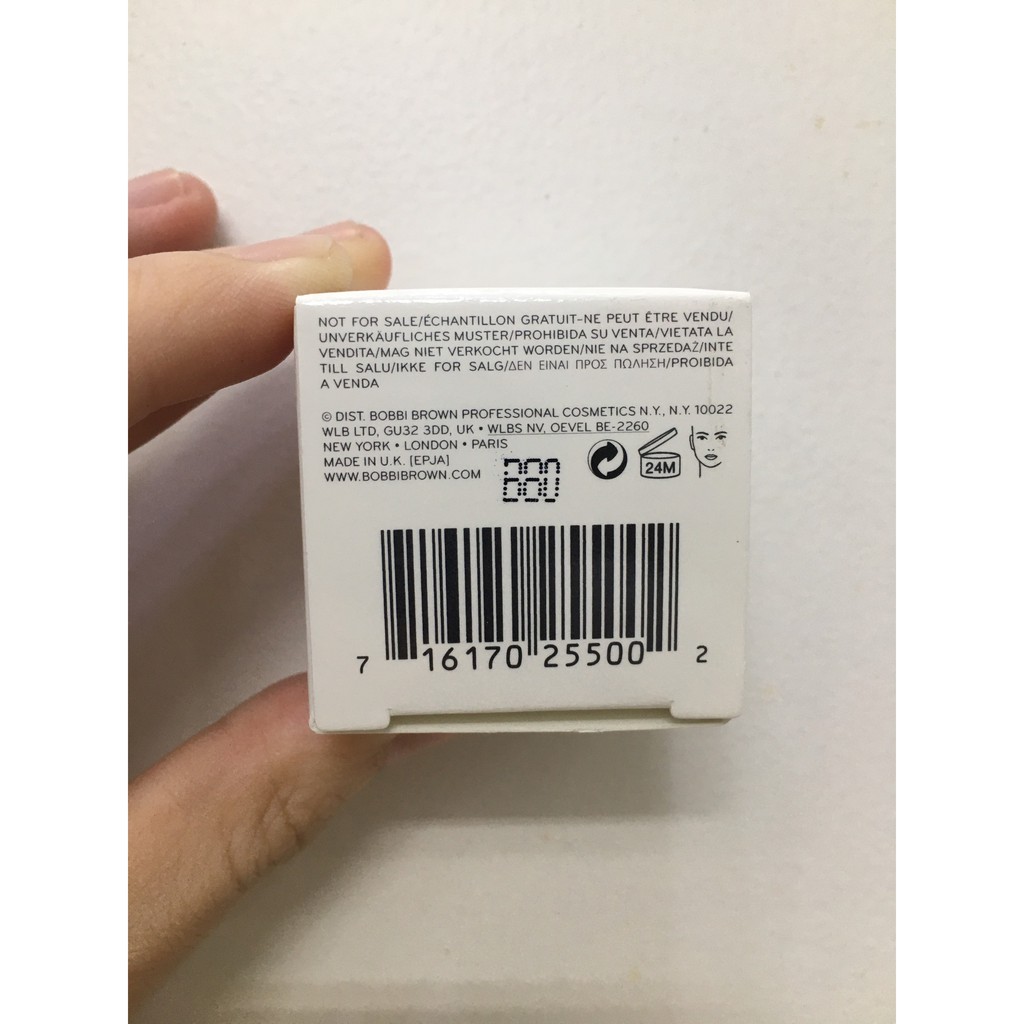 NOT FOR SALE/ÉCHANTILLON GRATUIT-NE PEUT ÊTRE VENDU/
UNVERKÄUFLICHES MUSTER/PROHIBIDA SU VENTA/VIETATA LA
VENDITA/MAG NIET VERKOCHT WORDEN/NIE NA SPRZEDAŻ/INTE
TILL SALU/IKKE FOR SALG/ΔΕΝ ΕΙΝΑΙ ΠΡΟΣ ΠΩΛΗΣΗ/PROIBIDA
A VENDA
© DIST. BOBBI BROWN PROFESSIONAL COSMETICS N.Y., N.Y. 10022
WLB LTD, GU32 3DD, UK • WLBS NV, OEVEL BE-2260
NEW YORK • LONDON • PARIS
MADE IN U.K. [EPJA]
WWW.BOBBIBROWN.COM
24M
7 16170 25500 2